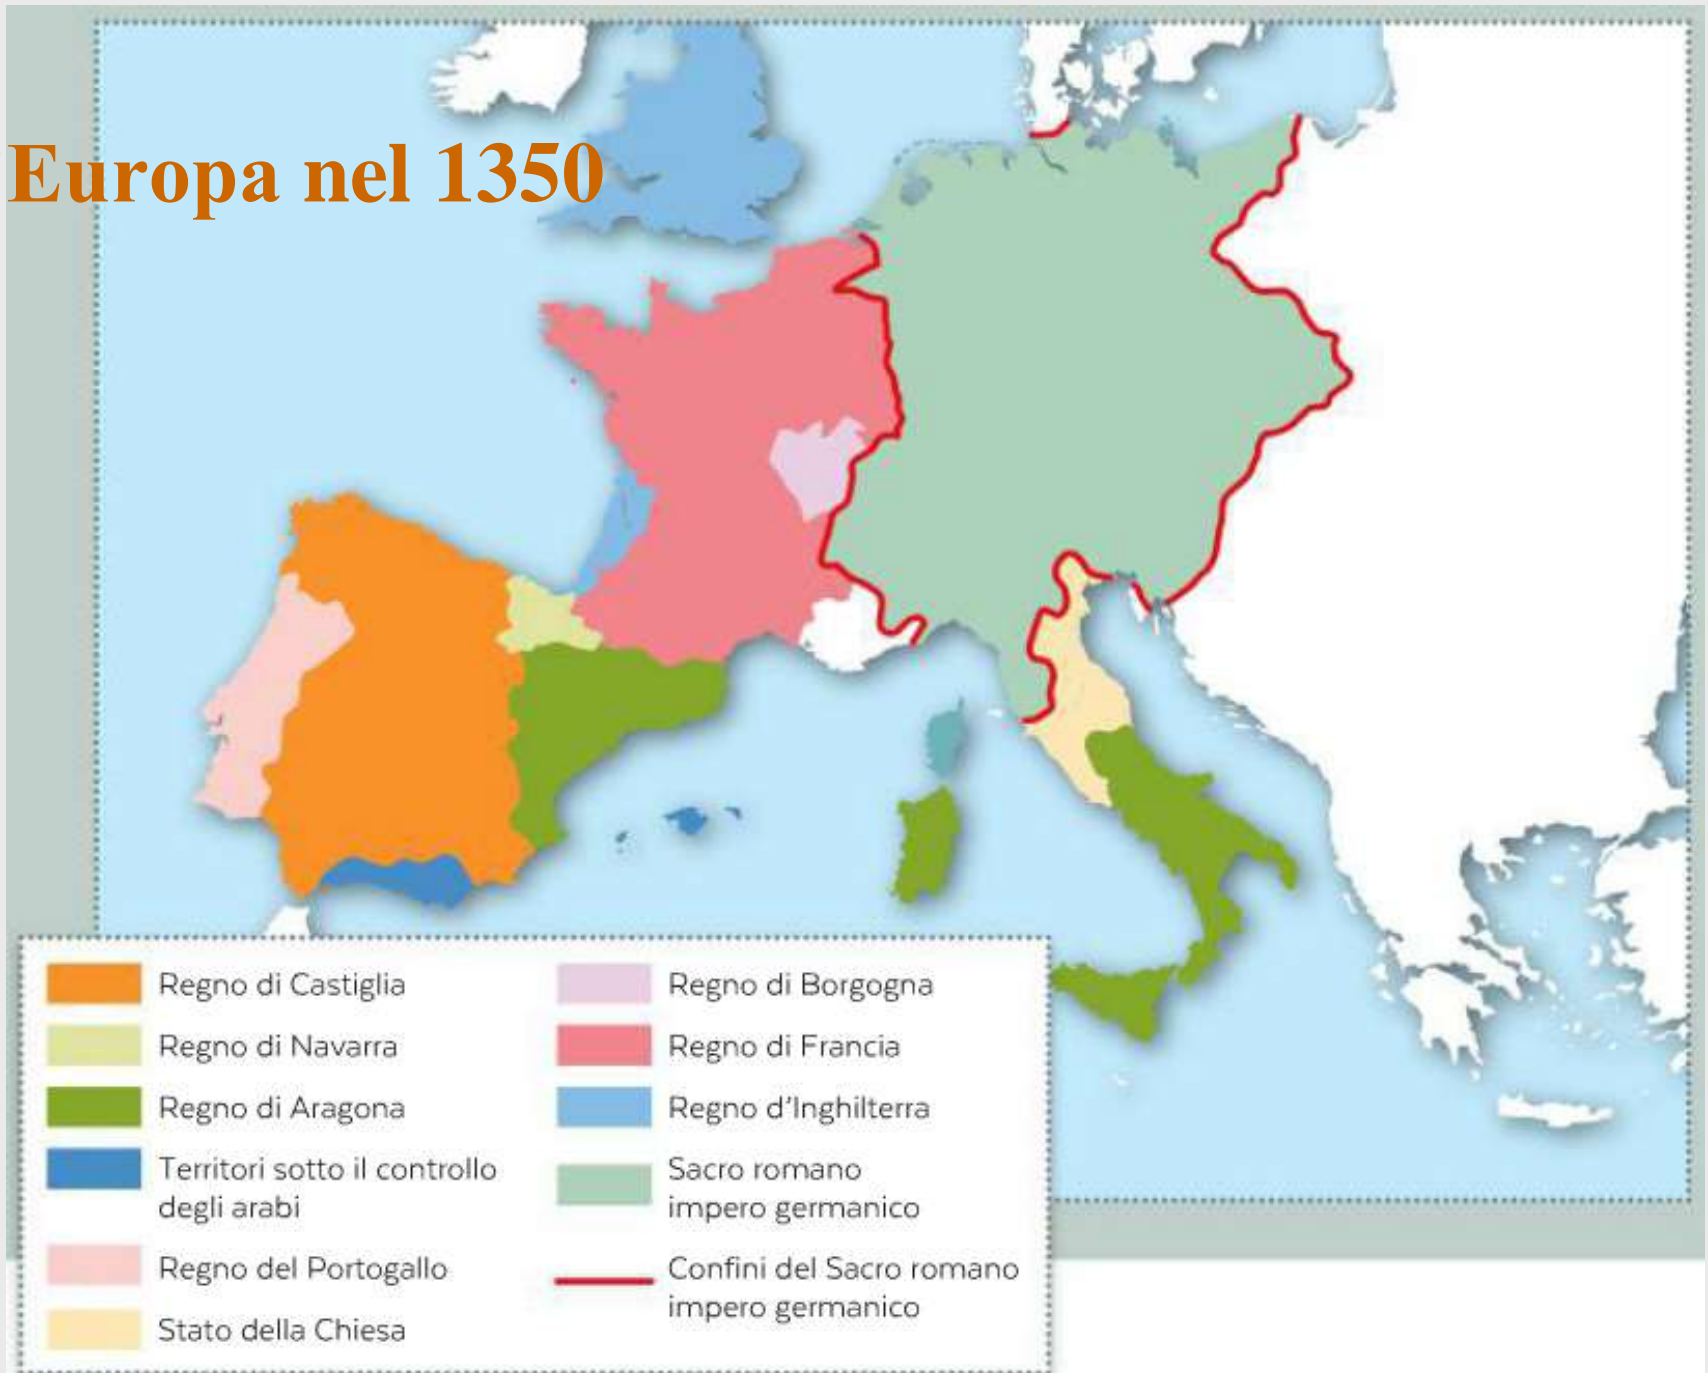 Europa nel 1350
Regno di Castiglia
Regno di Navarra
Regno di Aragona
Territori sotto il controllo
degli arabi
Regno del Portogallo
Stato della Chiesa
Regno di Borgogna
Regno di Francia
Regno d'Inghilterra
Sacro romano
impero germanico
Confini del Sacro romano
impero germanico